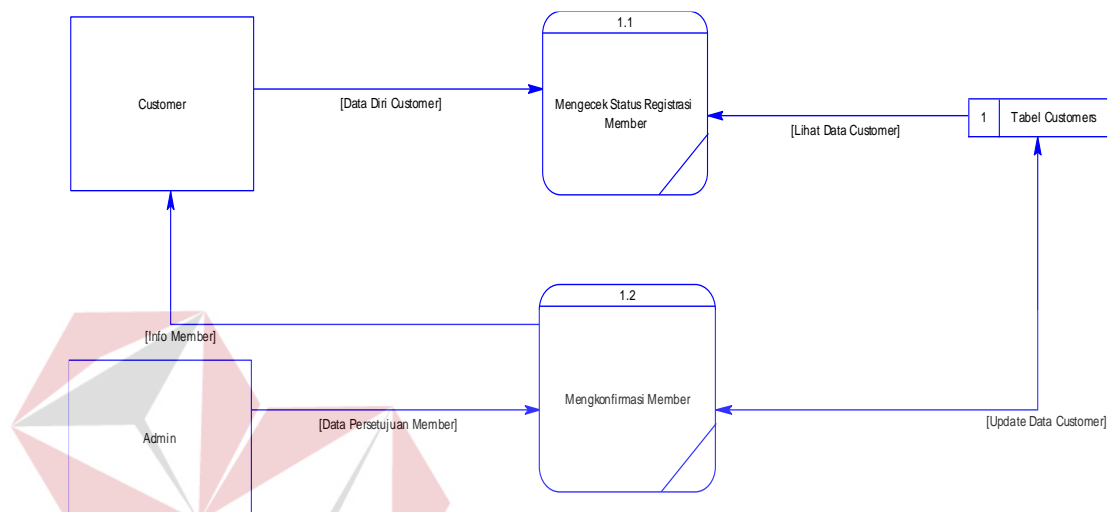 1.1
Customer
[Data Diri Customer]
Mengecek Status Registrasi
Member
[Lihat Data Customer]
1
Tabel Customers
1.2
[Info Member]
Admin
[Data Persetujuan Member]
Mengkonfirmasi Member
[Update Data Customer]